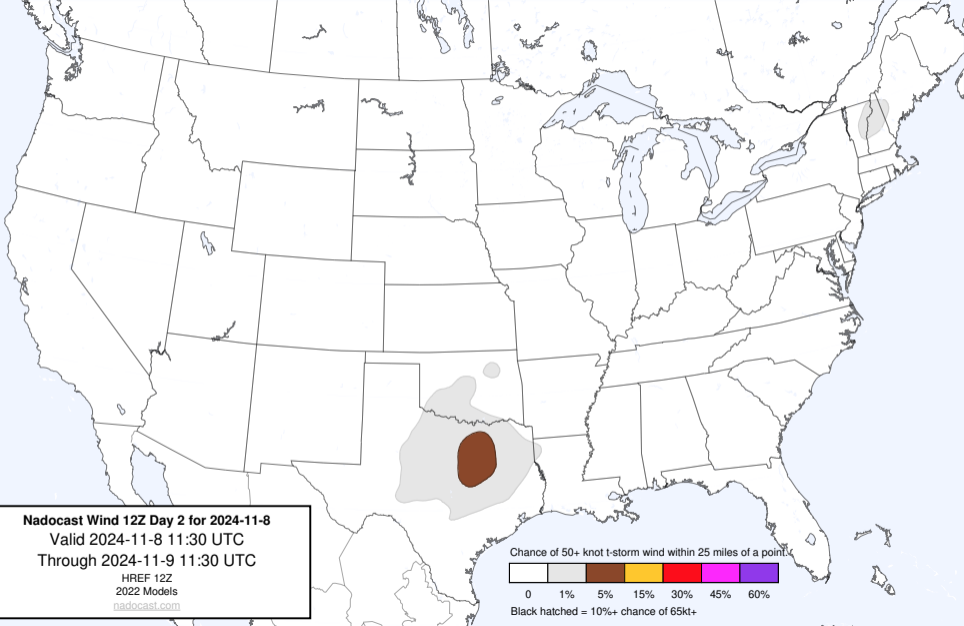 Nadocast Wind 12Z Day 2 for 2024-11-8
Valid 2024-11-8 11:30 UTC
Through 2024-11-9 11:30 UTC
HREF 12Z
2022 Models
nadocast.com
Chance of 50+ knot t-storm wind within 25 miles of a point.
0 1% 5% 15% 30% 45% 60%
Black hatched = 10%+ chance of 65kt+